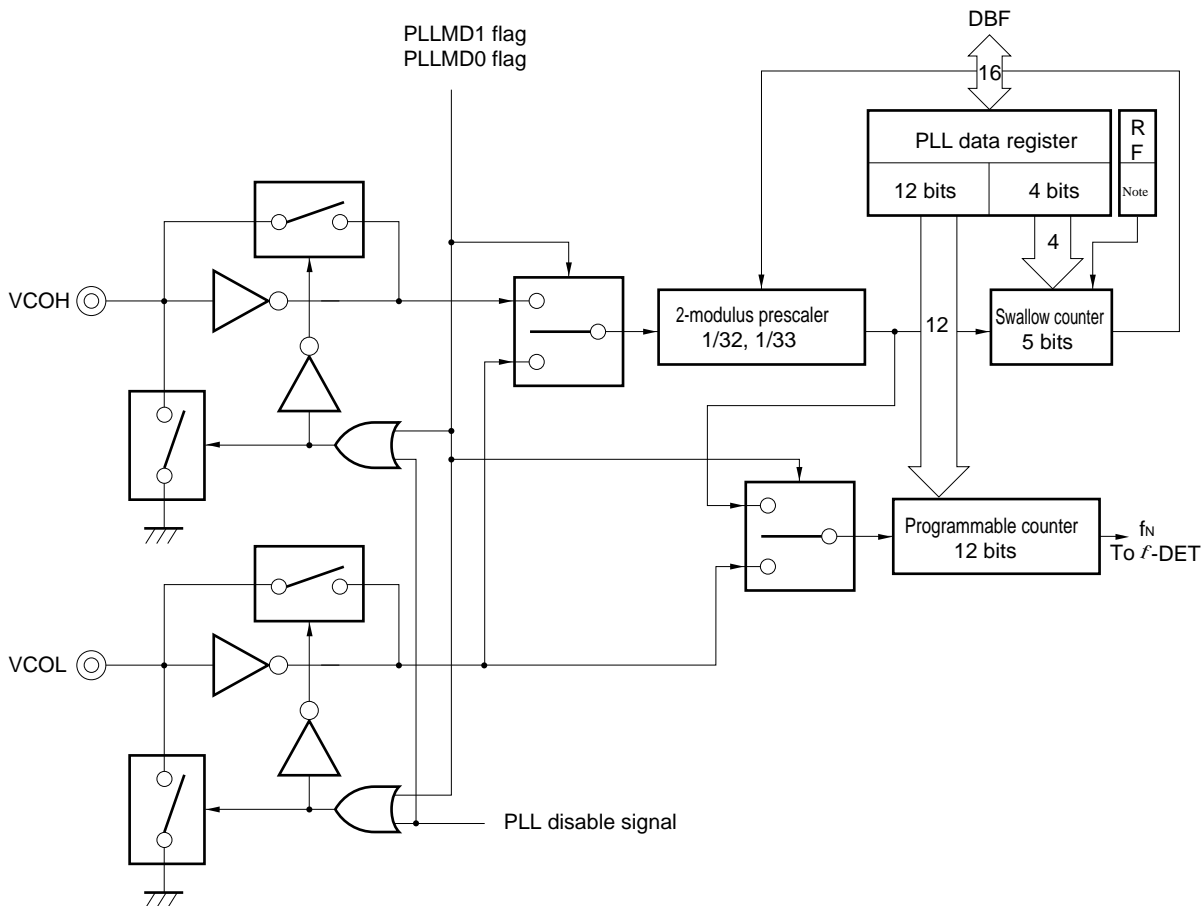 DBF
PLLMD1 flag
PLLMD0 flag
16
PLL data register
R
F
12 bits
4 bits
Note
4
VCOH
2-modulus prescaler
1/32, 1/33
12
Swallow counter
5 bits
Programmable counter
12 bits
fN
To f-DET
VCOL
PLL disable signal